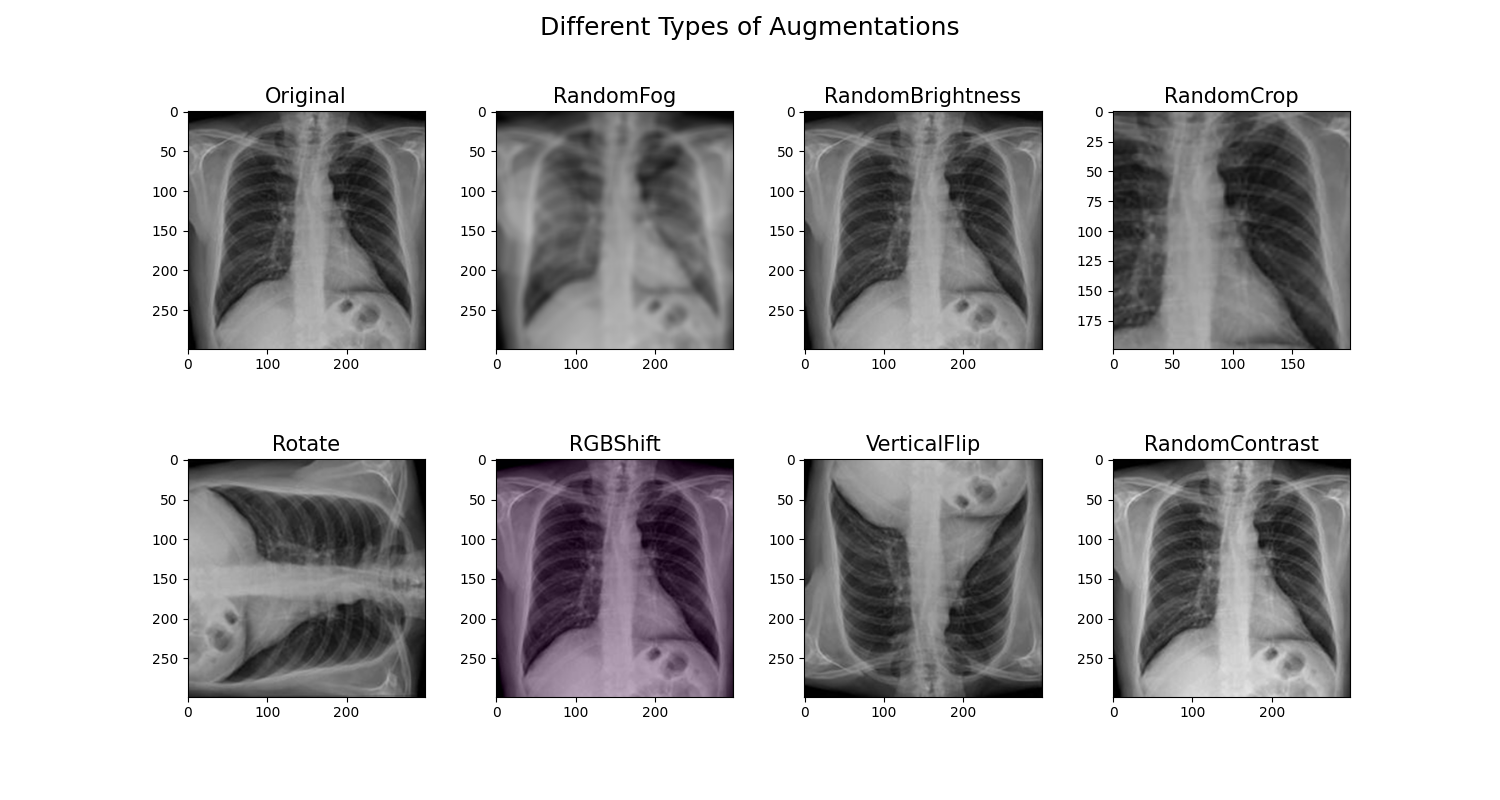 Different Types of Augmentations
Original RandomFog RandomBrightness RandomCrop
0 0 0 0
25
50 50 50 50
75
100 100 100 100
125
150 150 150 150
200 200 200 175
250 250 250
0 100 200 0 100 200 0 100 200 0 50 100 150
Rotate RGBShift VerticalFlip RandomContrast
0 0 0 0
50 50 50 50
100 100 100 100
150 150 150 150
200 200 200 200
250 250 250 250
0 100 200 0 100 200 0 100 200 0 100 200